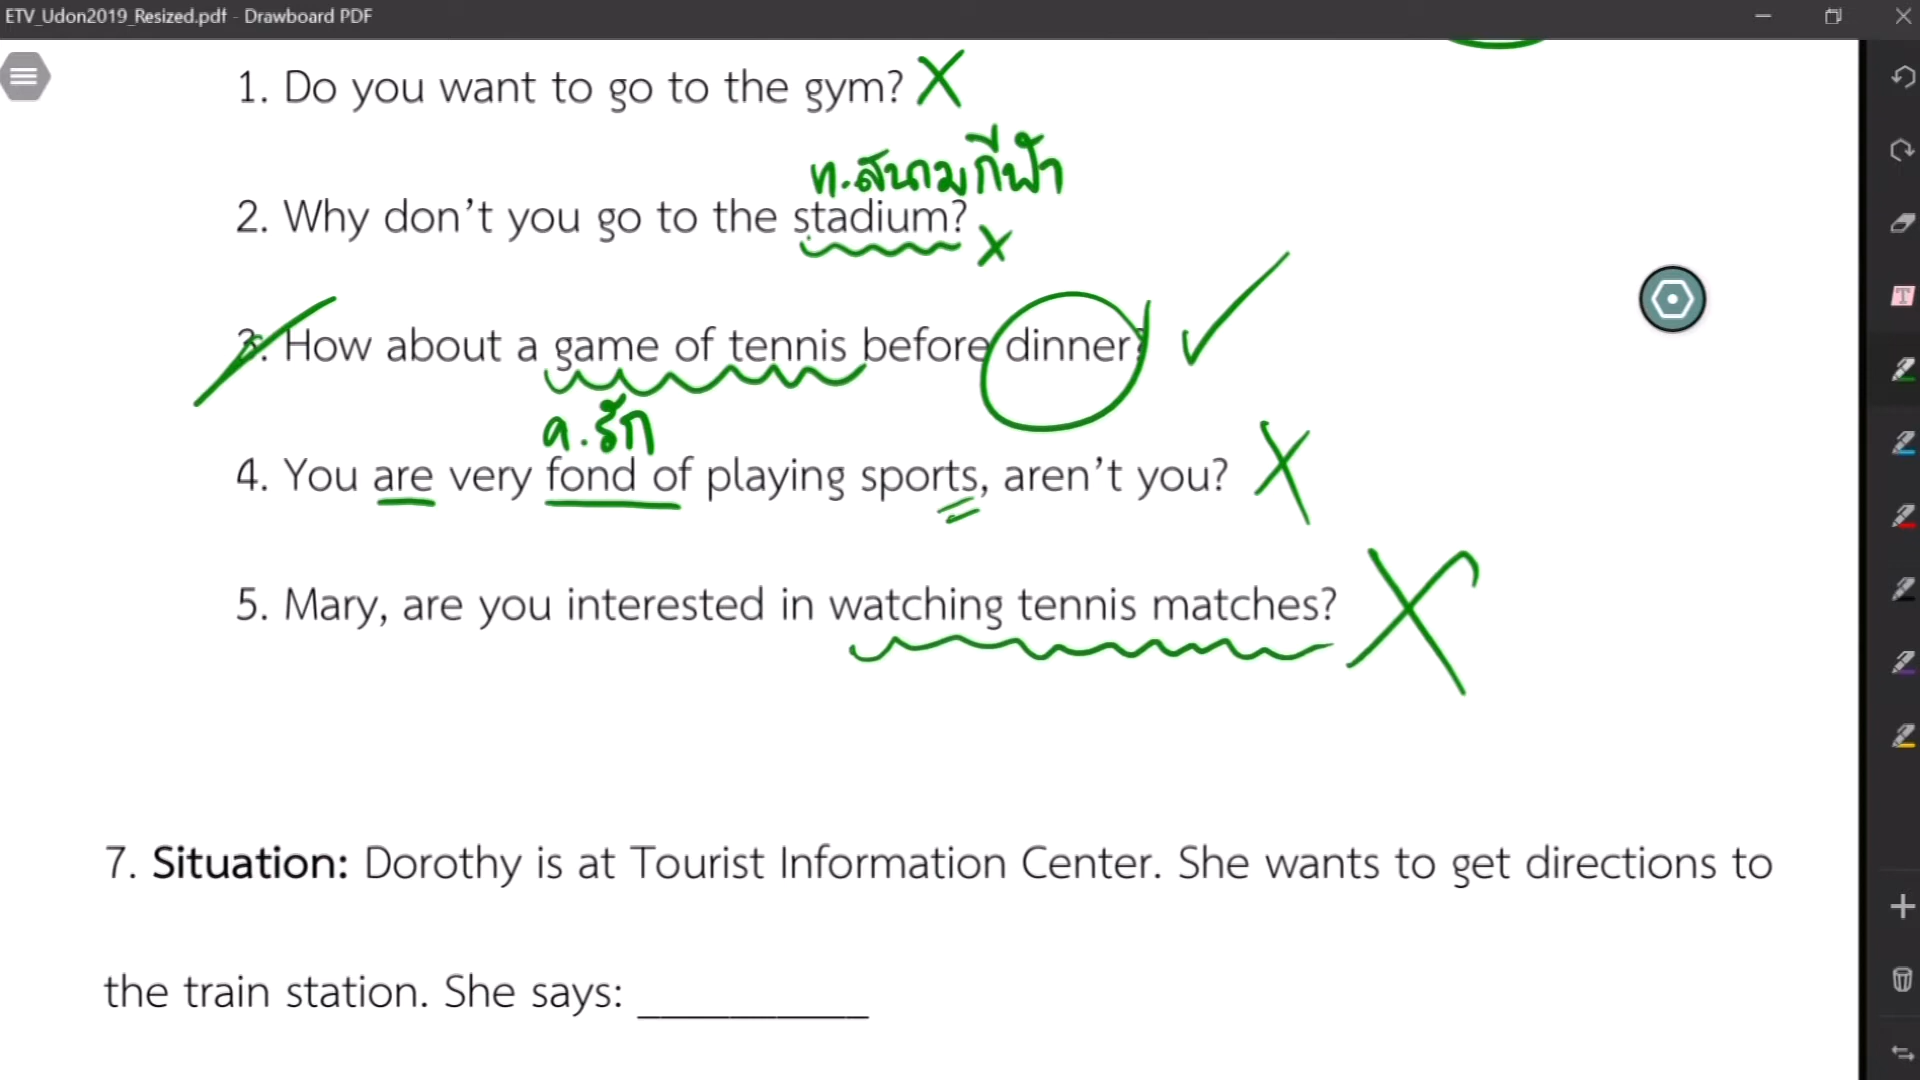 ETV_Udon2019_Resized.pdf - Drawboard PDF
1. Do you want to go to the gym? X
ท.สนามกีฬา
2. Why don’t you go to the stadium? X
3. How about a game of tennis before dinner? ✓
ค.รัก
4. You are very fond of playing sports, aren’t you? X
5. Mary, are you interested in watching tennis matches? X
7. Situation: Dorothy is at Tourist Information Center. She wants to get directions to
the train station. She says: __________